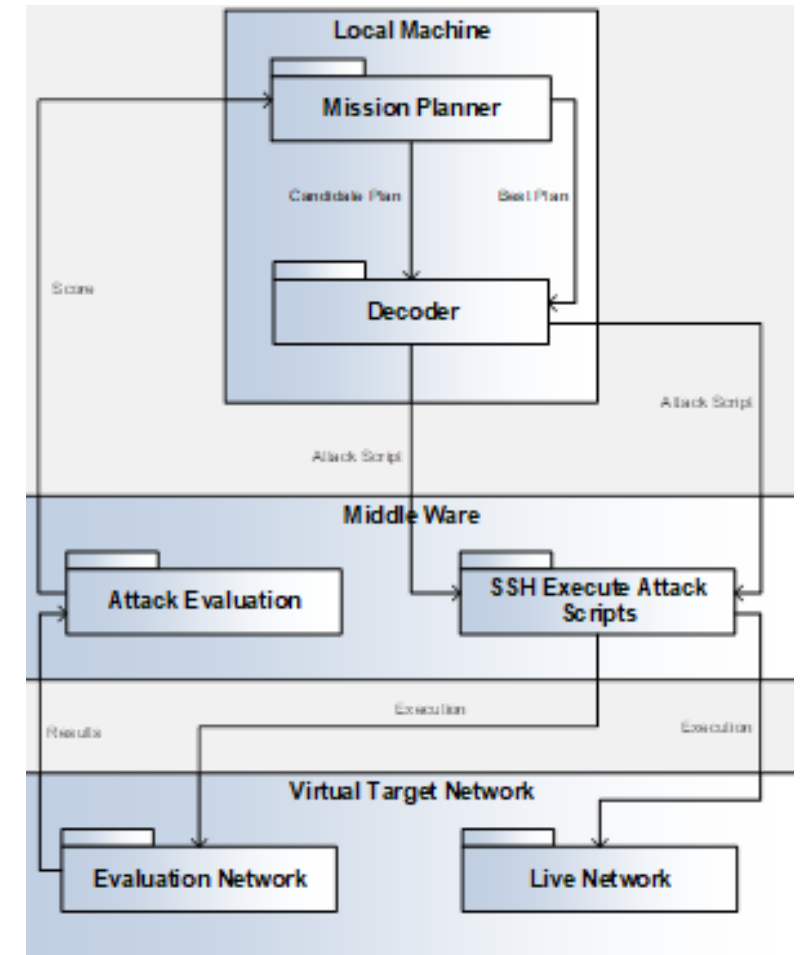 Local Machine
Mission Planner
Candidate Plan
Best Plan
Score
Decoder
Attack Script
Attack Script
Middle Ware
Attack Evaluation
SSH Execute Attack
Scripts
Execution
Results
Execution
Virtual Target Network
Evaluation Network
Live Network